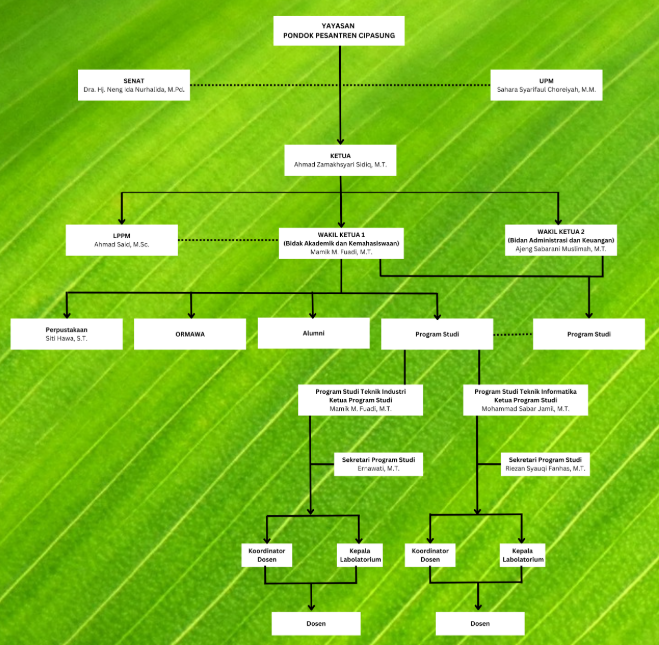 YAYASAN
PONDOK PESANTREN CIPASUNG
SENAT
Dra. Hj. Neng Ida Nurhalida, M.Pd.
UPM
Sahara Syarifaul Choreiyah, M.M.
KETUA
Ahmad Zamakhsyari Sidiq, M.T.
LPPM
Ahmad Said, M.Sc.
WAKIL KETUA 1
(Bidak Akademik dan Kemahasiswaan)
Mamik M. Fuadi, M.T.
WAKIL KETUA 2
(Bidan Administrasi dan Keuangan)
Ajeng Sabarani Muslimah, M.T.
Perpustakaan
Siti Hawa, S.T.
ORMAWA
Alumni
Program Studi
Program Studi
Program Studi Teknik Industri
Ketua Program Studi
Mamik M. Fuadi, M.T.
Program Studi Teknik Informatika
Ketua Program Studi
Mohammad Sabar Jamil, M.T.
Sekretari Program Studi
Ernawati, M.T.
Sekretari Program Studi
Riezan Syauqi Fanhas, M.T.
Koordinator
Dosen
Kepala
Labolatorium
Koordinator
Dosen
Kepala
Labolatorium
Dosen
Dosen